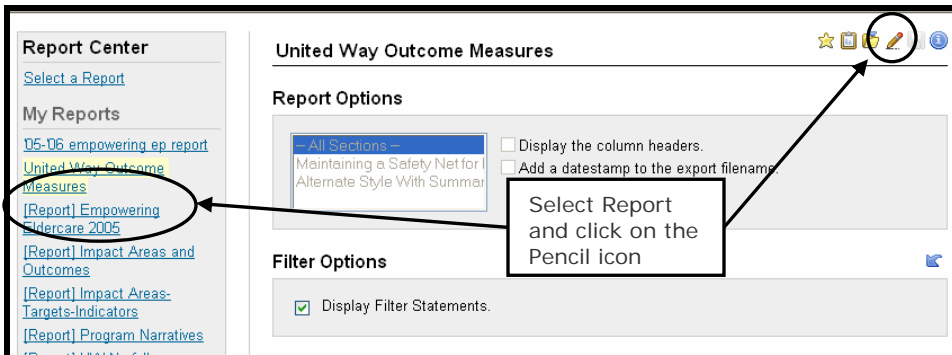 Report Center
Select a Report
My Reports
'05-'06 empowering ep report
United Way Outcome
Measures
[Report] Empowering
Eldercare 2005
[Report] Impact Areas and
Outcomes
[Report] Impact Areas-
Targets-Indicators
[Report] Program Narratives
United Way Outcome Measures
Report Options
-- All Sections --
Maintaining a Safety Net for
Alternate Style With Summar
Display the column headers.
Add a datestamp to the export filename.
Select Report
and click on the
Pencil icon
Filter Options
Display Filter Statements.